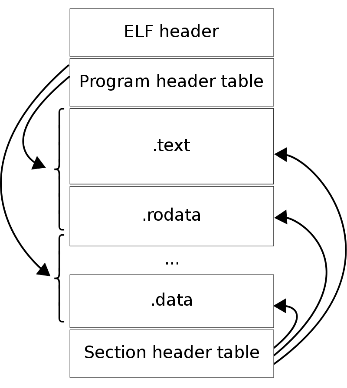 ELF header
Program header table
.text
.rodata
...
.data
Section header table